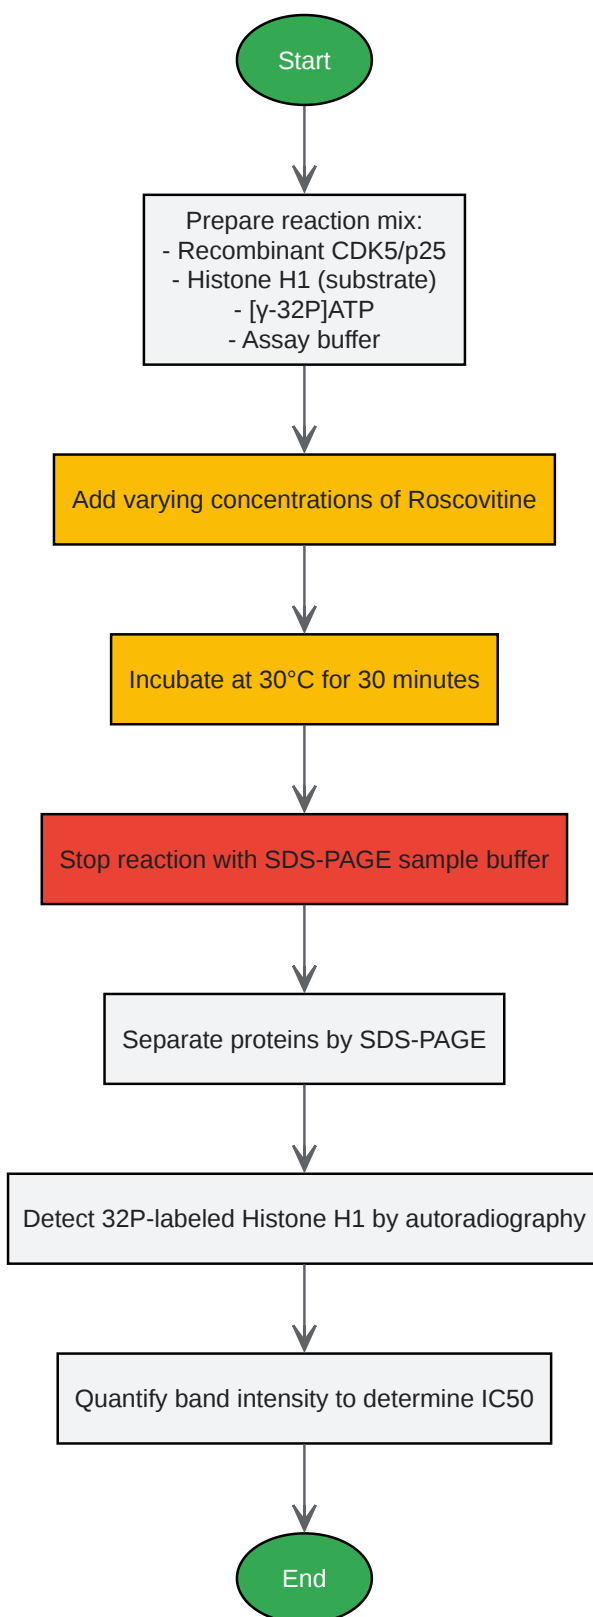 Start
Prepare reaction mix:
- Recombinant CDK5/p25
- Histone H1 (substrate)
- [γ-32P]ATP
- Assay buffer
Add varying concentrations of Roscovitine
Incubate at 30°C for 30 minutes
Stop reaction with SDS-PAGE sample buffer
Separate proteins by SDS-PAGE
Detect 32P-labeled Histone H1 by autoradiography
Quantify band intensity to determine IC50
End